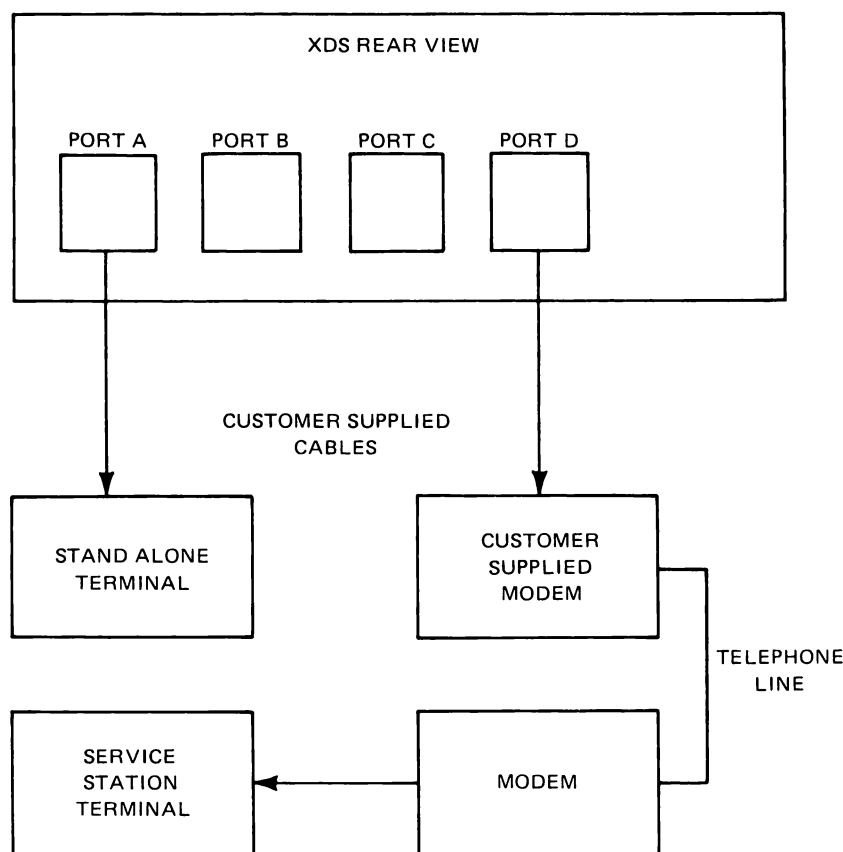 XDS REAR VIEW
PORT A
PORT B
PORT C
PORT D
CUSTOMER SUPPLIED
CABLES
STAND ALONE
TERMINAL
CUSTOMER
SUPPLIED
MODEM
TELEPHONE
LINE
SERVICE
STATION
TERMINAL
MODEM